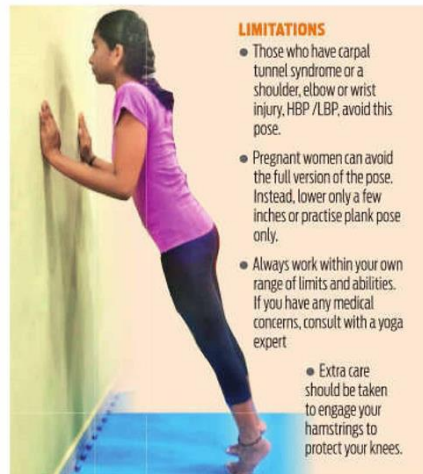 LIMITATIONS
● Those who have carpal
tunnel syndrome or a
shoulder, elbow or wrist
injury, HBP /LBP, avoid this
pose.
● Pregnant women can avoid
the full version of the pose.
Instead, lower only a few
inches or practise plank pose
only.
● Always work within your own
range of limits and abilities.
If you have any medical
concerns, consult with a yoga
expert
● Extra care
should be taken
to engage your
hamstrings to
protect your knees.